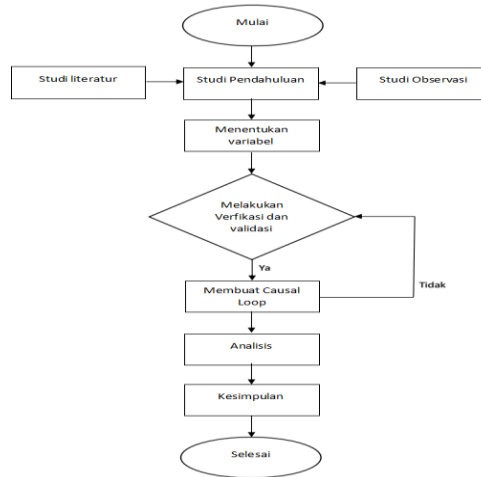 Mulai
Studi literatur
Studi Pendahuluan
Studi Observasi
Menentukan
variabel
Melakukan
Verfikasi dan
validasi
Ya
Tidak
Membuat Causal
Loop
Analisis
Kesimpulan
Selesai